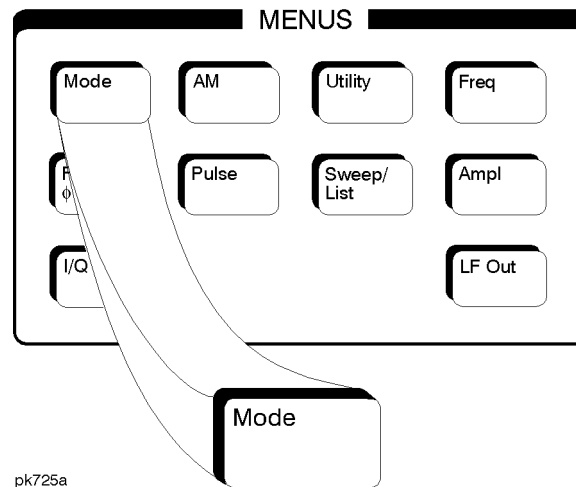 MENUS
Mode
AM
Utility
Freq
φ
Pulse
Sweep/
List
Ampl
I/Q
LF Out
Mode
pk725a